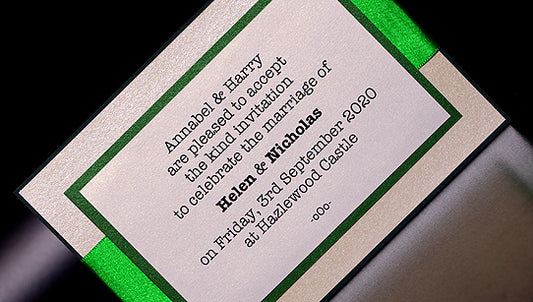 Annabel & Harry
are pleased to accept
the kind invitation
to celebrate the marriage of
Helen & Nicholas
on Friday, 3rd September 2020
at Hazlewood Castle
-o0o-